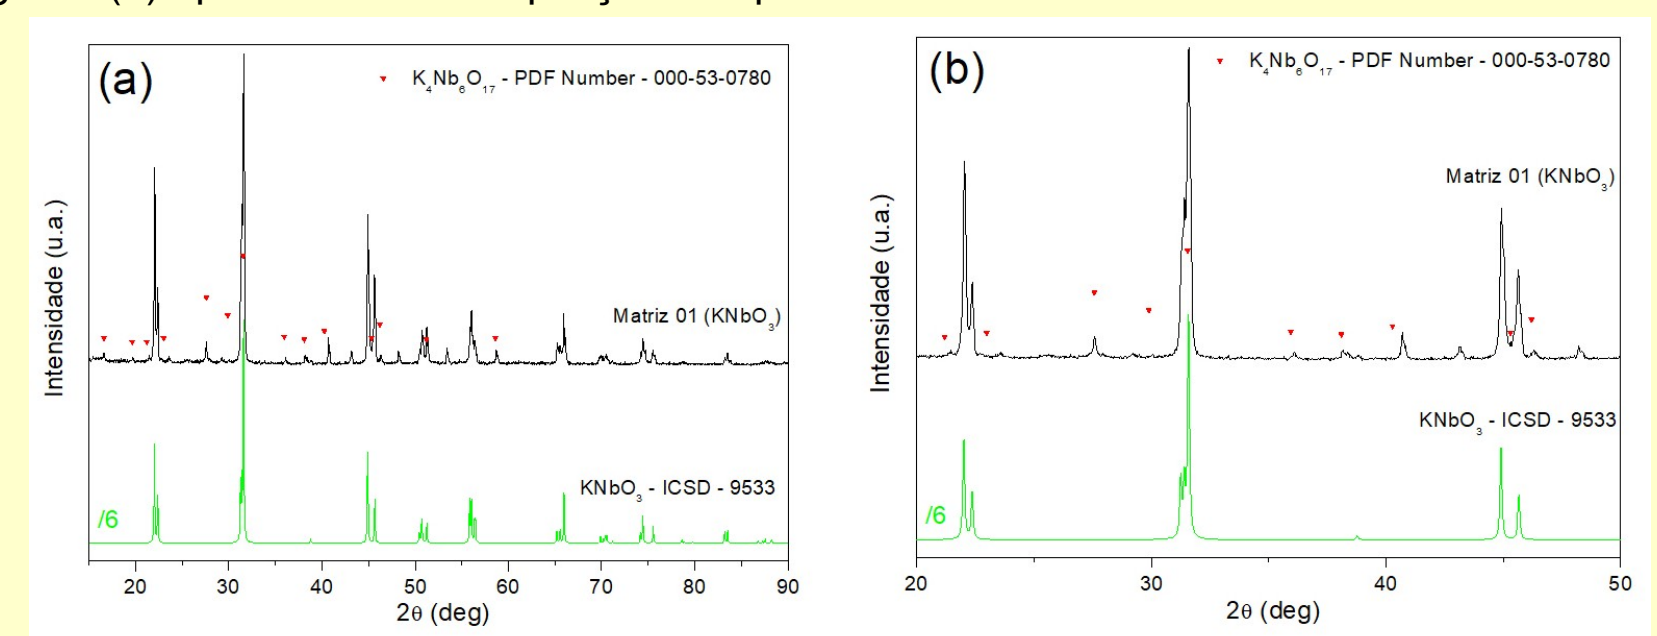 (a)
K₄Nb₆O₁₇ - PDF Number - 000-53-0780
Matriz 01 (KNbO₃)
KNbO₃ - ICSD - 9533
/6
Intensidade (u.a.)
20 30 40 50 60 70 80 90
2θ (deg)
(b)
K₄Nb₆O₁₇ - PDF Number - 000-53-0780
Matriz 01 (KNbO₃)
KNbO₃ - ICSD - 9533
/6
Intensidade (u.a.)
20 30 40 50
2θ (deg)